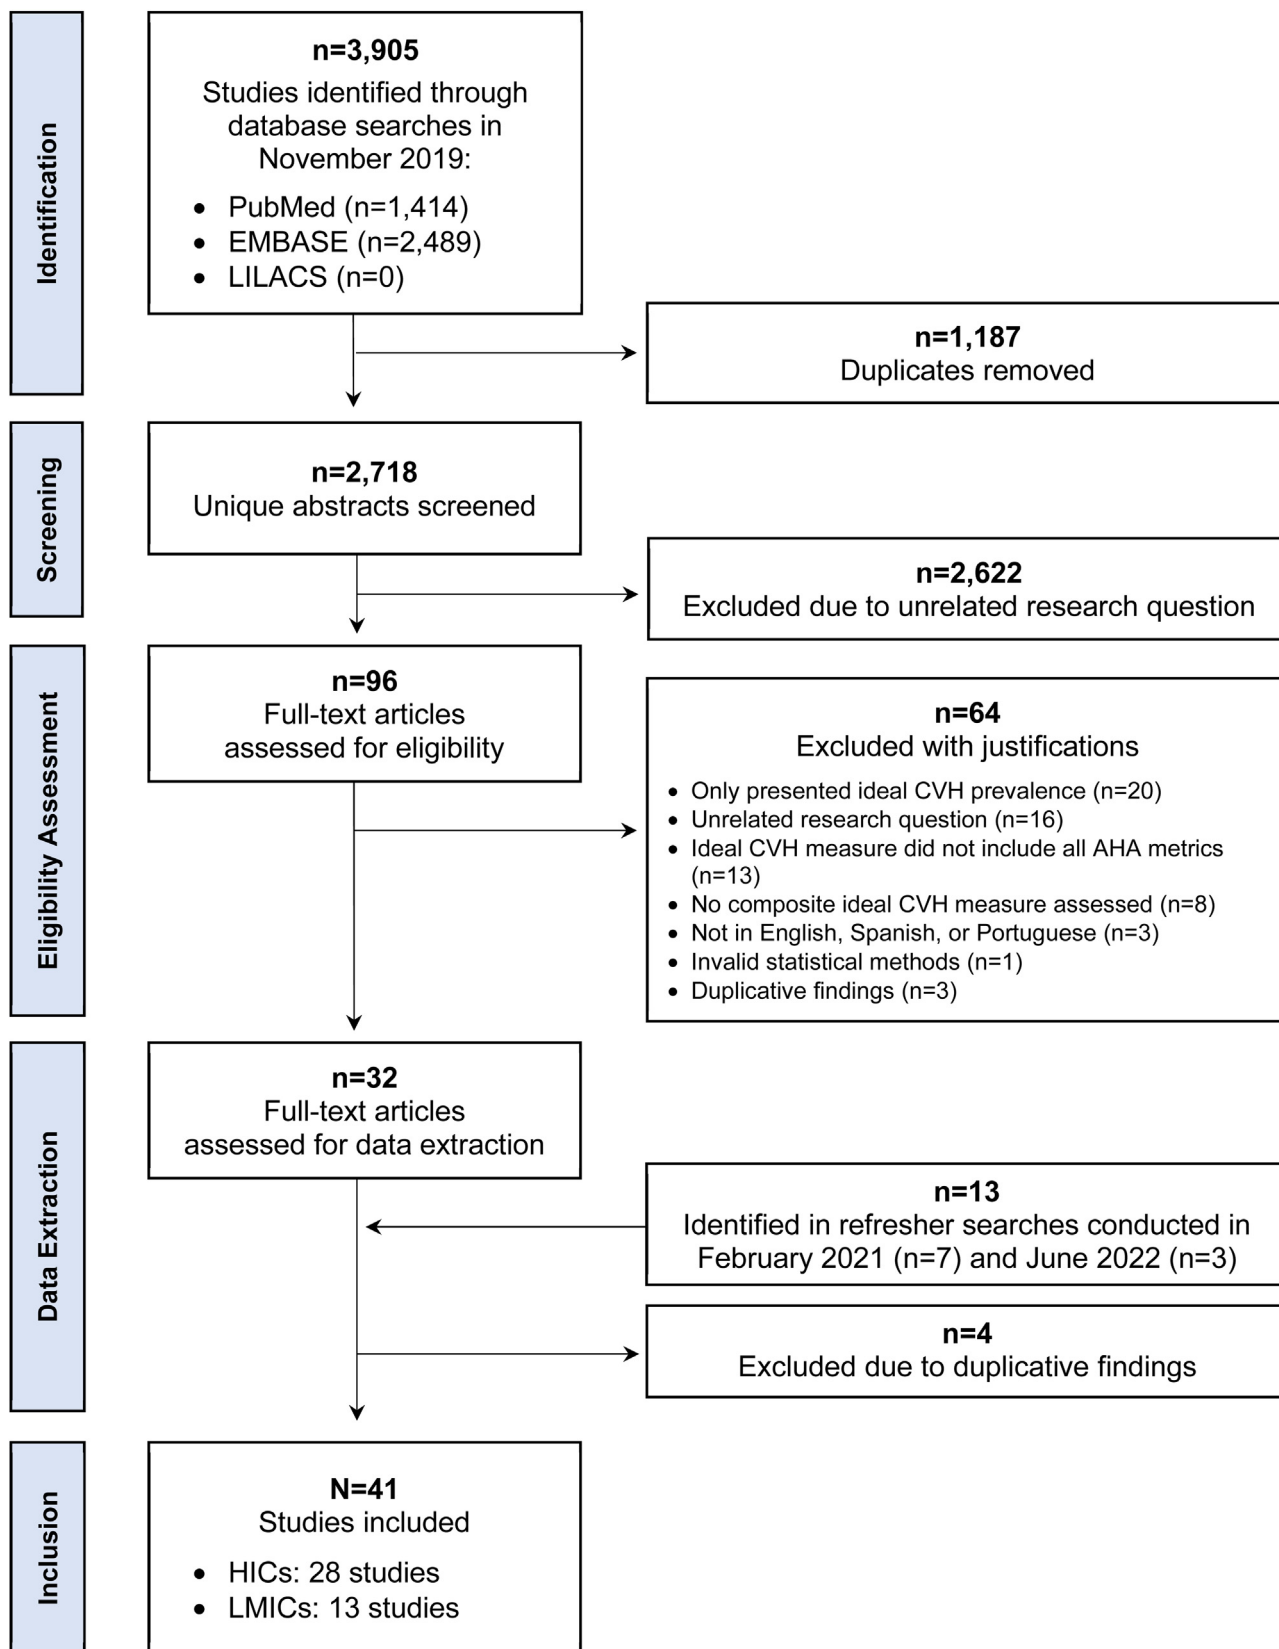 Identification
n=3,905
Studies identified through
database searches in
November 2019:
• PubMed (n=1,414)
• EMBASE (n=2,489)
• LILACS (n=0)
n=1,187
Duplicates removed
Screening
n=2,718
Unique abstracts screened
n=2,622
Excluded due to unrelated research question
Eligibility Assessment
n=96
Full-text articles
assessed for eligibility
n=64
Excluded with justifications
• Only presented ideal CVH prevalence (n=20)
• Unrelated research question (n=16)
• Ideal CVH measure did not include all AHA metrics
(n=13)
• No composite ideal CVH measure assessed (n=8)
• Not in English, Spanish, or Portuguese (n=3)
• Invalid statistical methods (n=1)
• Duplicative findings (n=3)
Data Extraction
n=32
Full-text articles
assessed for data extraction
n=13
Identified in refresher searches conducted in
February 2021 (n=7) and June 2022 (n=3)
n=4
Excluded due to duplicative findings
Inclusion
N=41
Studies included
• HICs: 28 studies
• LMICs: 13 studies